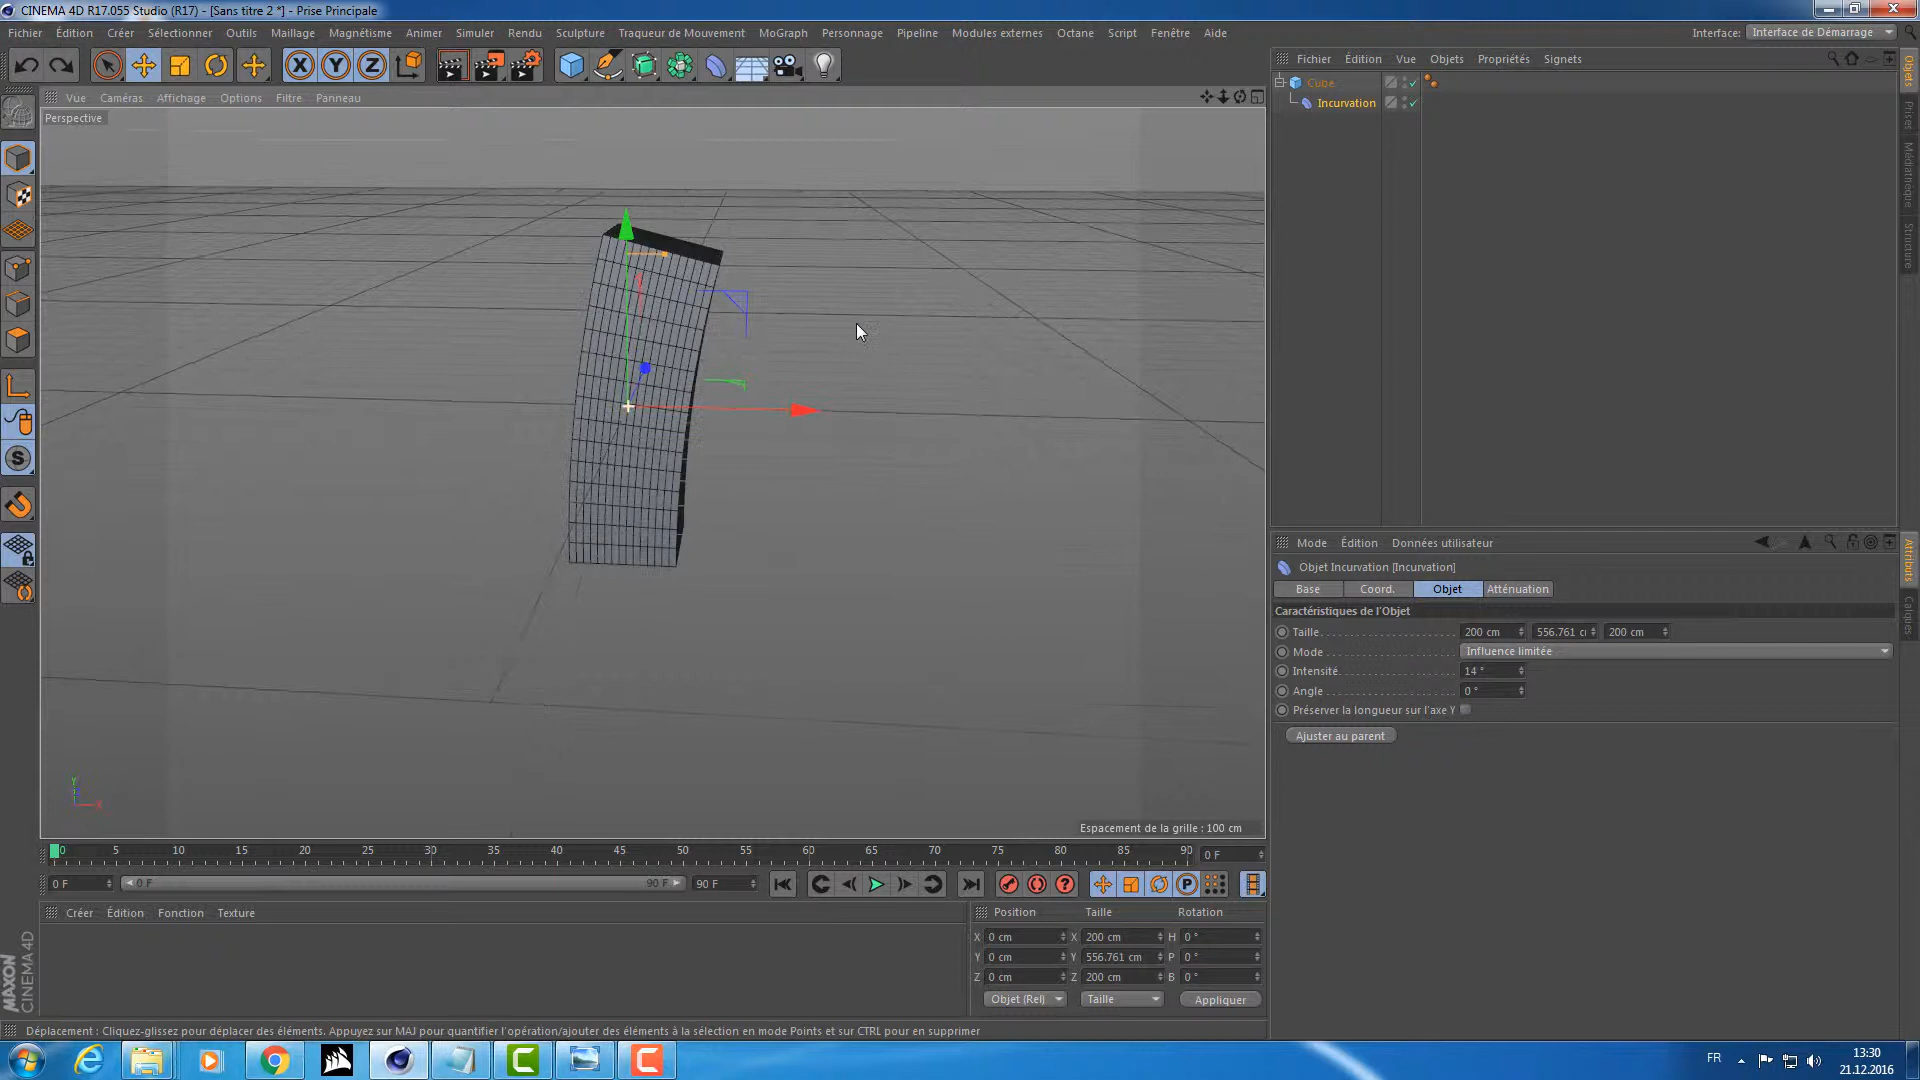 CINEMA 4D R17.055 Studio (R17) - [Sans titre 2 *] - Prise Principale
Fichier Édition Créer Sélectionner Outils Maillage Magnétisme Animer Simuler Rendu Sculpture Traqueur de Mouvement MoGraph Personnage Pipeline Modules externes Octane Script Fenêtre Aide
Interface: Interface de Démarrage
X Y Z
Fichier Édition Vue Objets Propriétés Signets
Vue Caméras Affichage Options Filtre Panneau
Perspective
Cube
Incurvation
Objets
Prises
Médiathèque
Structure
Mode Édition Données utilisateur
Objet Incurvation [Incurvation]
Base Coord. Objet Atténuation
Caractéristiques de l'Objet
Taille 200 cm 556.761 c 200 cm
Mode Influence limitée
Intensité 14 °
Angle 0 °
Préserver la longueur sur l'axe Y
Ajuster au parent
Attributs
Calques
S
Y
X
Espacement de la grille : 100 cm
0 5 10 15 20 25 30 35 40 45 50 55 60 65 70 75 80 85 90 0 F
0 F 0 F 90 F 90 F
P
Créer Édition Fonction Texture
Position Taille Rotation
X 0 cm X 200 cm H 0 °
Y 0 cm Y 556.761 cm P 0 °
Z 0 cm Z 200 cm B 0 °
Objet (Rel) Taille Appliquer
MAXON
CINEMA 4D
Déplacement : Cliquez-glissez pour déplacer des éléments. Appuyez sur MAJ pour quantifier l'opération/ajouter des éléments à la sélection en mode Points et sur CTRL pour en supprimer
FR 13:30
21.12.2016